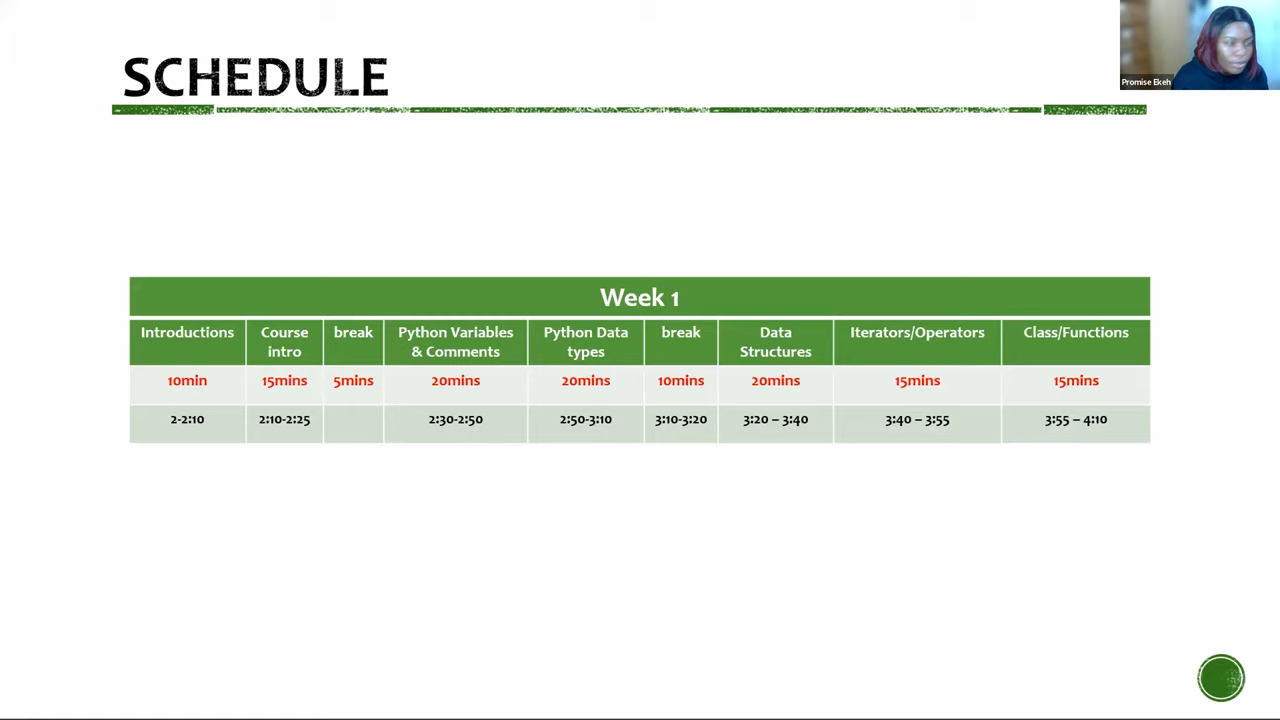 SCHEDULE
Promise Ekeh
Week 1
Introductions
Course
intro
break
Python Variables
& Comments
Python Data
types
break
Data
Structures
Iterators/Operators
Class/Functions
10min
15mins
5mins
20mins
20mins
10mins
20mins
15mins
15mins
2-2:10
2:10-2:25
2:30-2:50
2:50-3:10
3:10-3:20
3:20 – 3:40
3:40 – 3:55
3:55 – 4:10